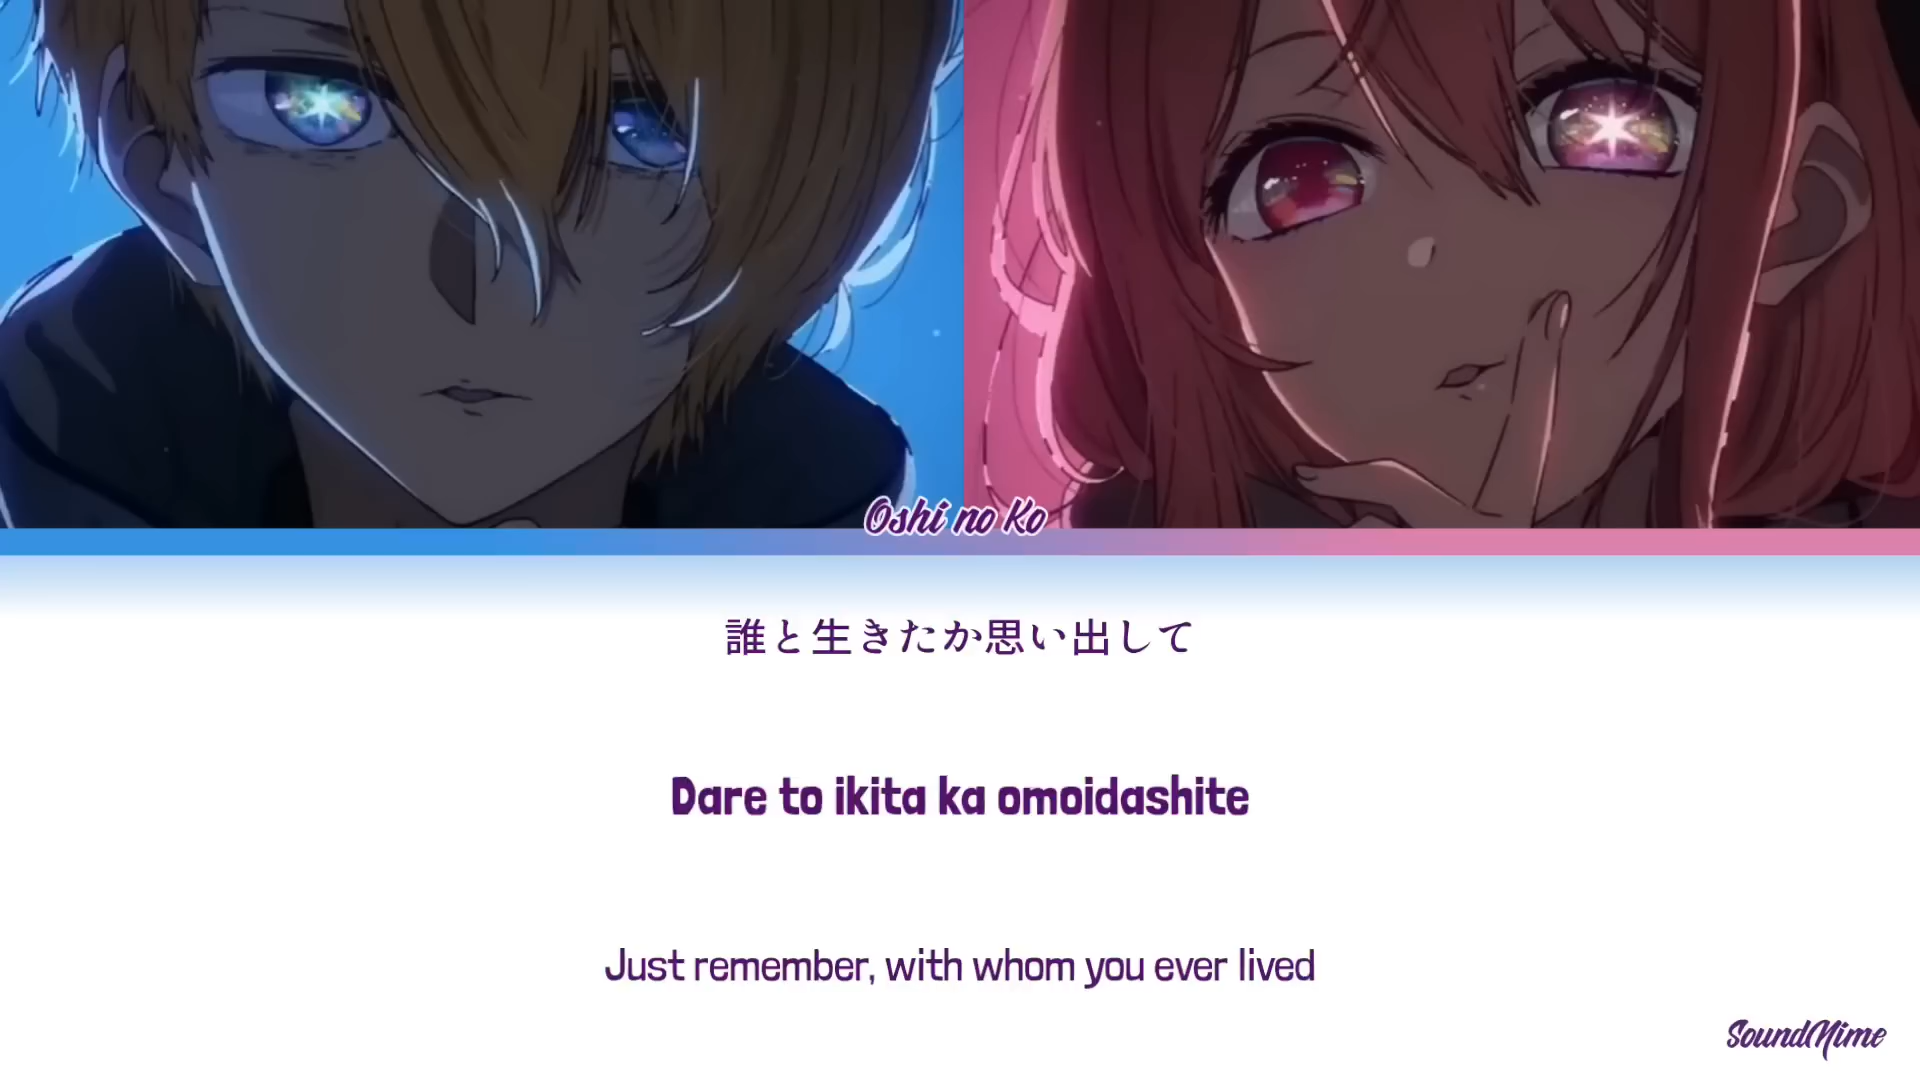 Oshi no Ko
誰と生きたか思い出して
Dare to ikita ka omoidashite
Just remember, with whom you ever lived
SoundMime